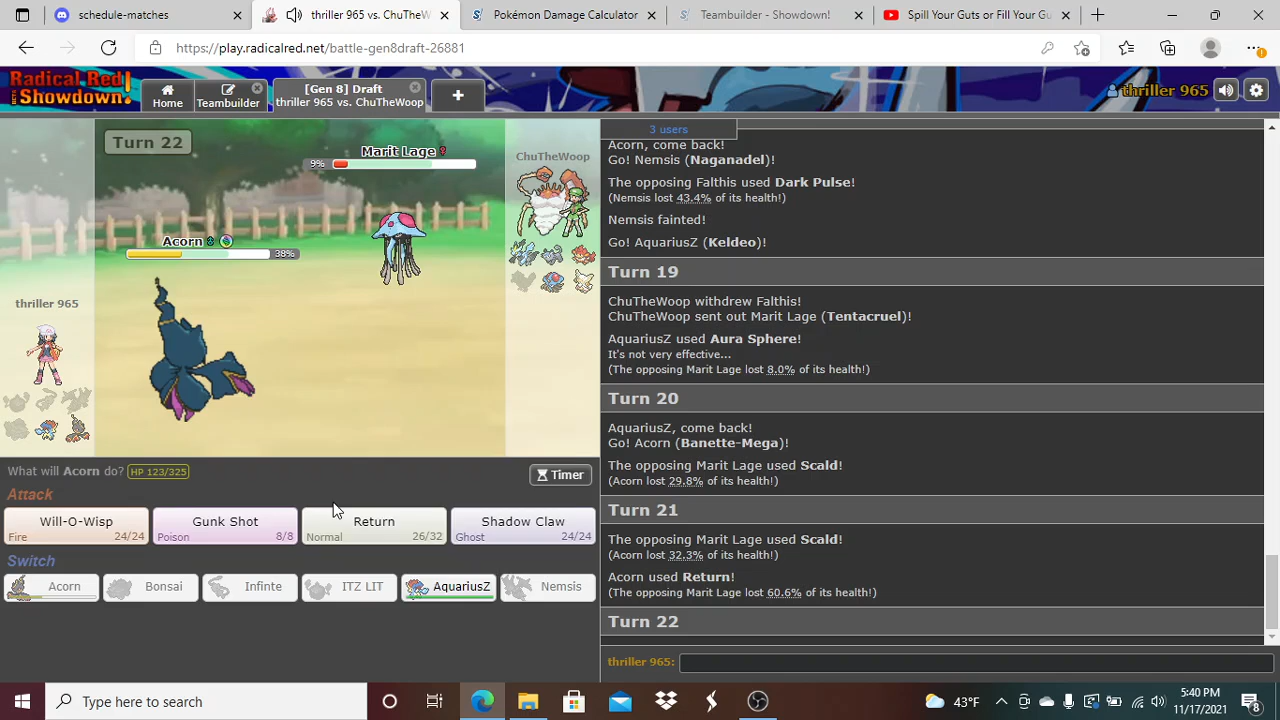 schedule-matches
thriller 965 vs. ChuTheW
Pokémon Damage Calculator
Teambuilder - Showdown!
Spill Your Guts or Fill Your Gu
https://play.radicalred.net/battle-gen8draft-26881
Radical Red
Showdown!
Home
Teambuilder
[Gen 8] Draft
thriller 965 vs. ChuTheWoop
thriller 965
Turn 22
Marit Lage
9%
ChuTheWoop
Acorn
38%
thriller 965
What will Acorn do? HP 123/325
Timer
Attack
Will-O-Wisp
Fire 24/24
Gunk Shot
Poison 8/8
Return
Normal 26/32
Shadow Claw
Ghost 24/24
Switch
Acorn
Bonsai
Infinte
ITZ LIT
AquariusZ
Nemsis
3 users
Acorn, come back!
Go! Nemsis (Naganadel)!
The opposing Falthis used Dark Pulse!
(Nemsis lost 43.4% of its health!)
Nemsis fainted!
Go! AquariusZ (Keldeo)!
Turn 19
ChuTheWoop withdrew Falthis!
ChuTheWoop sent out Marit Lage (Tentacruel)!
AquariusZ used Aura Sphere!
It's not very effective...
(The opposing Marit Lage lost 8.0% of its health!)
Turn 20
AquariusZ, come back!
Go! Acorn (Banette-Mega)!
The opposing Marit Lage used Scald!
(Acorn lost 29.8% of its health!)
Turn 21
The opposing Marit Lage used Scald!
(Acorn lost 32.3% of its health!)
Acorn used Return!
(The opposing Marit Lage lost 60.6% of its health!)
Turn 22
thriller 965:
Type here to search
43°F
5:40 PM
11/17/2021
8